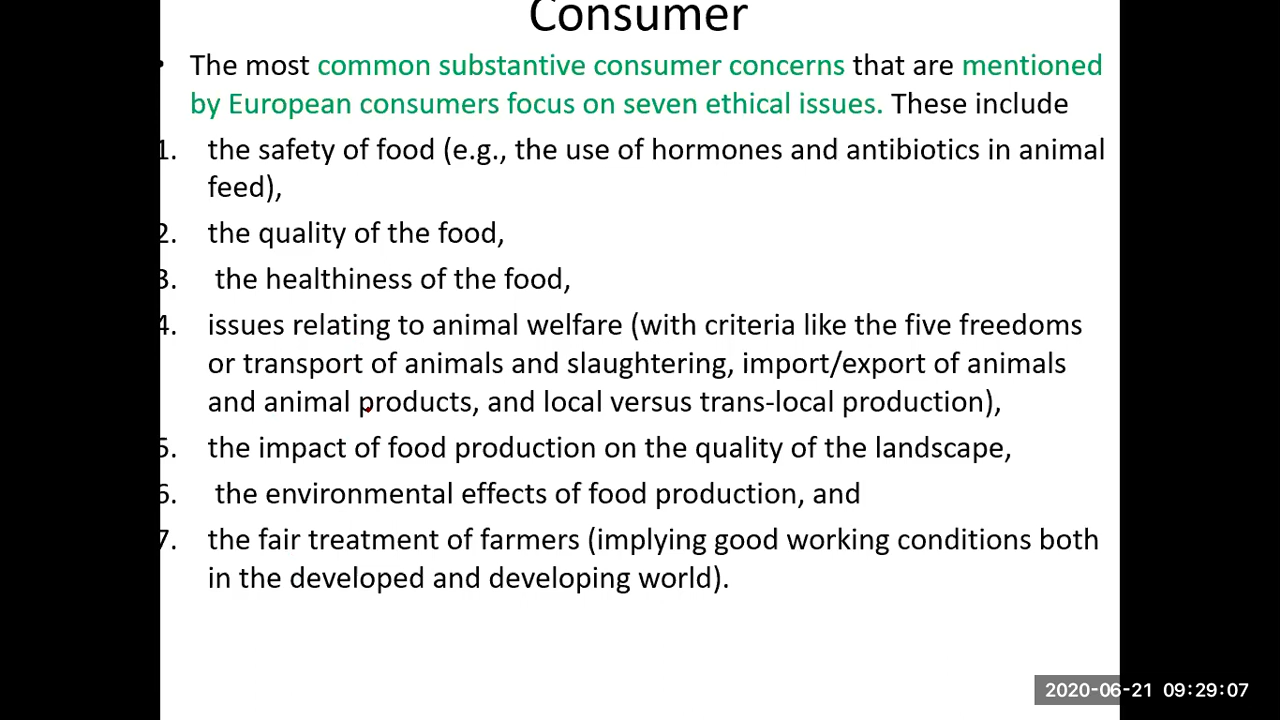 Consumer
• The most common substantive consumer concerns that are mentioned
by European consumers focus on seven ethical issues. These include
1. the safety of food (e.g., the use of hormones and antibiotics in animal
feed),
2. the quality of the food,
3. the healthiness of the food,
4. issues relating to animal welfare (with criteria like the five freedoms
or transport of animals and slaughtering, import/export of animals
and animal products, and local versus trans-local production),
5. the impact of food production on the quality of the landscape,
6. the environmental effects of food production, and
7. the fair treatment of farmers (implying good working conditions both
in the developed and developing world).
2020-06-21 09:29:07